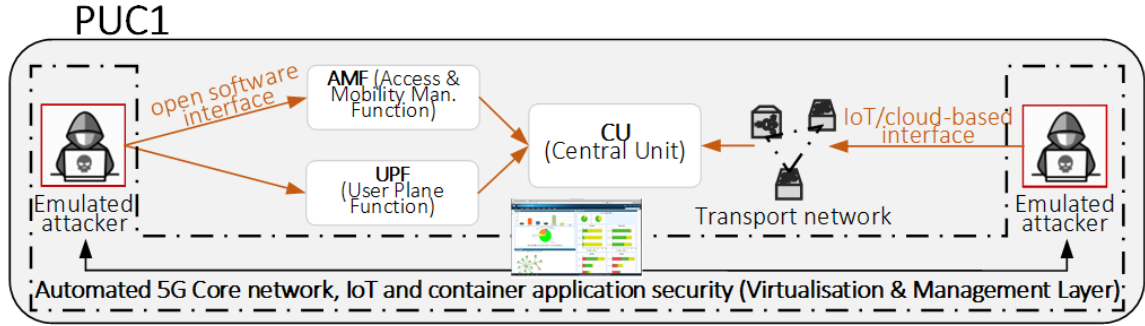 PUC1
open software
interface
AMF (Access &
Mobility Man.
Function)
UPF
(User Plane
Function)
CU
(Central Unit)
IoT/cloud-based
interface
Transport network
Emulated
attacker
Emulated
attacker
Automated 5G Core network, IoT and container application security (Virtualisation & Management Layer)